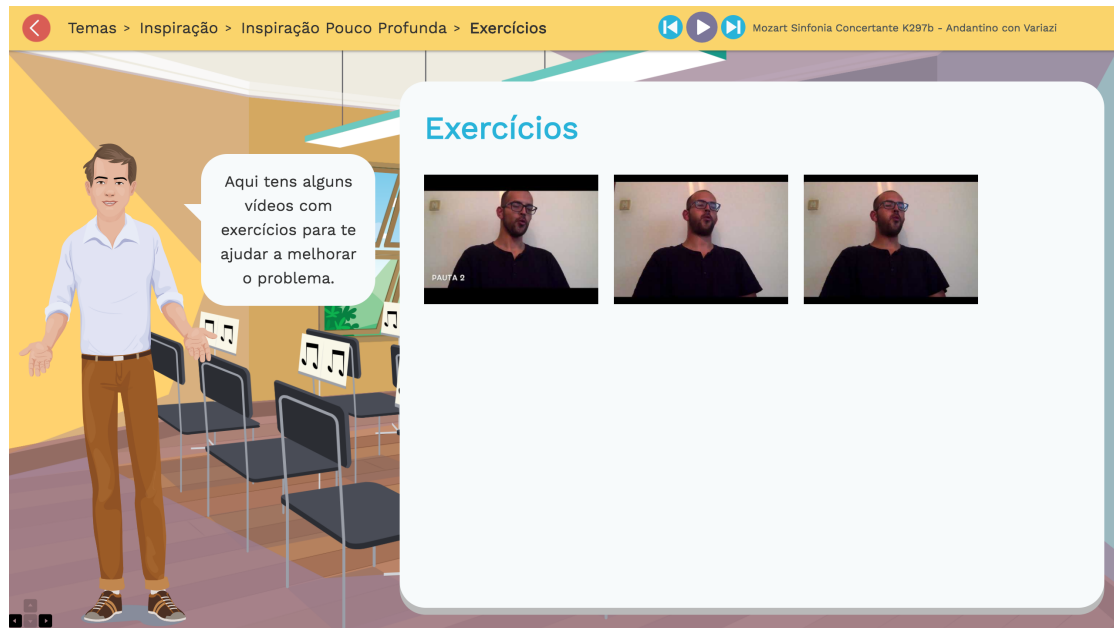 Temas > Inspiração > Inspiração Pouco Profunda > Exercícios
Mozart Sinfonia Concertante K297b - Andantino con Variazi
Exercícios
Aqui tens alguns
vídeos com
exercícios para te
ajudar a melhorar
o problema.
PAUTA 2